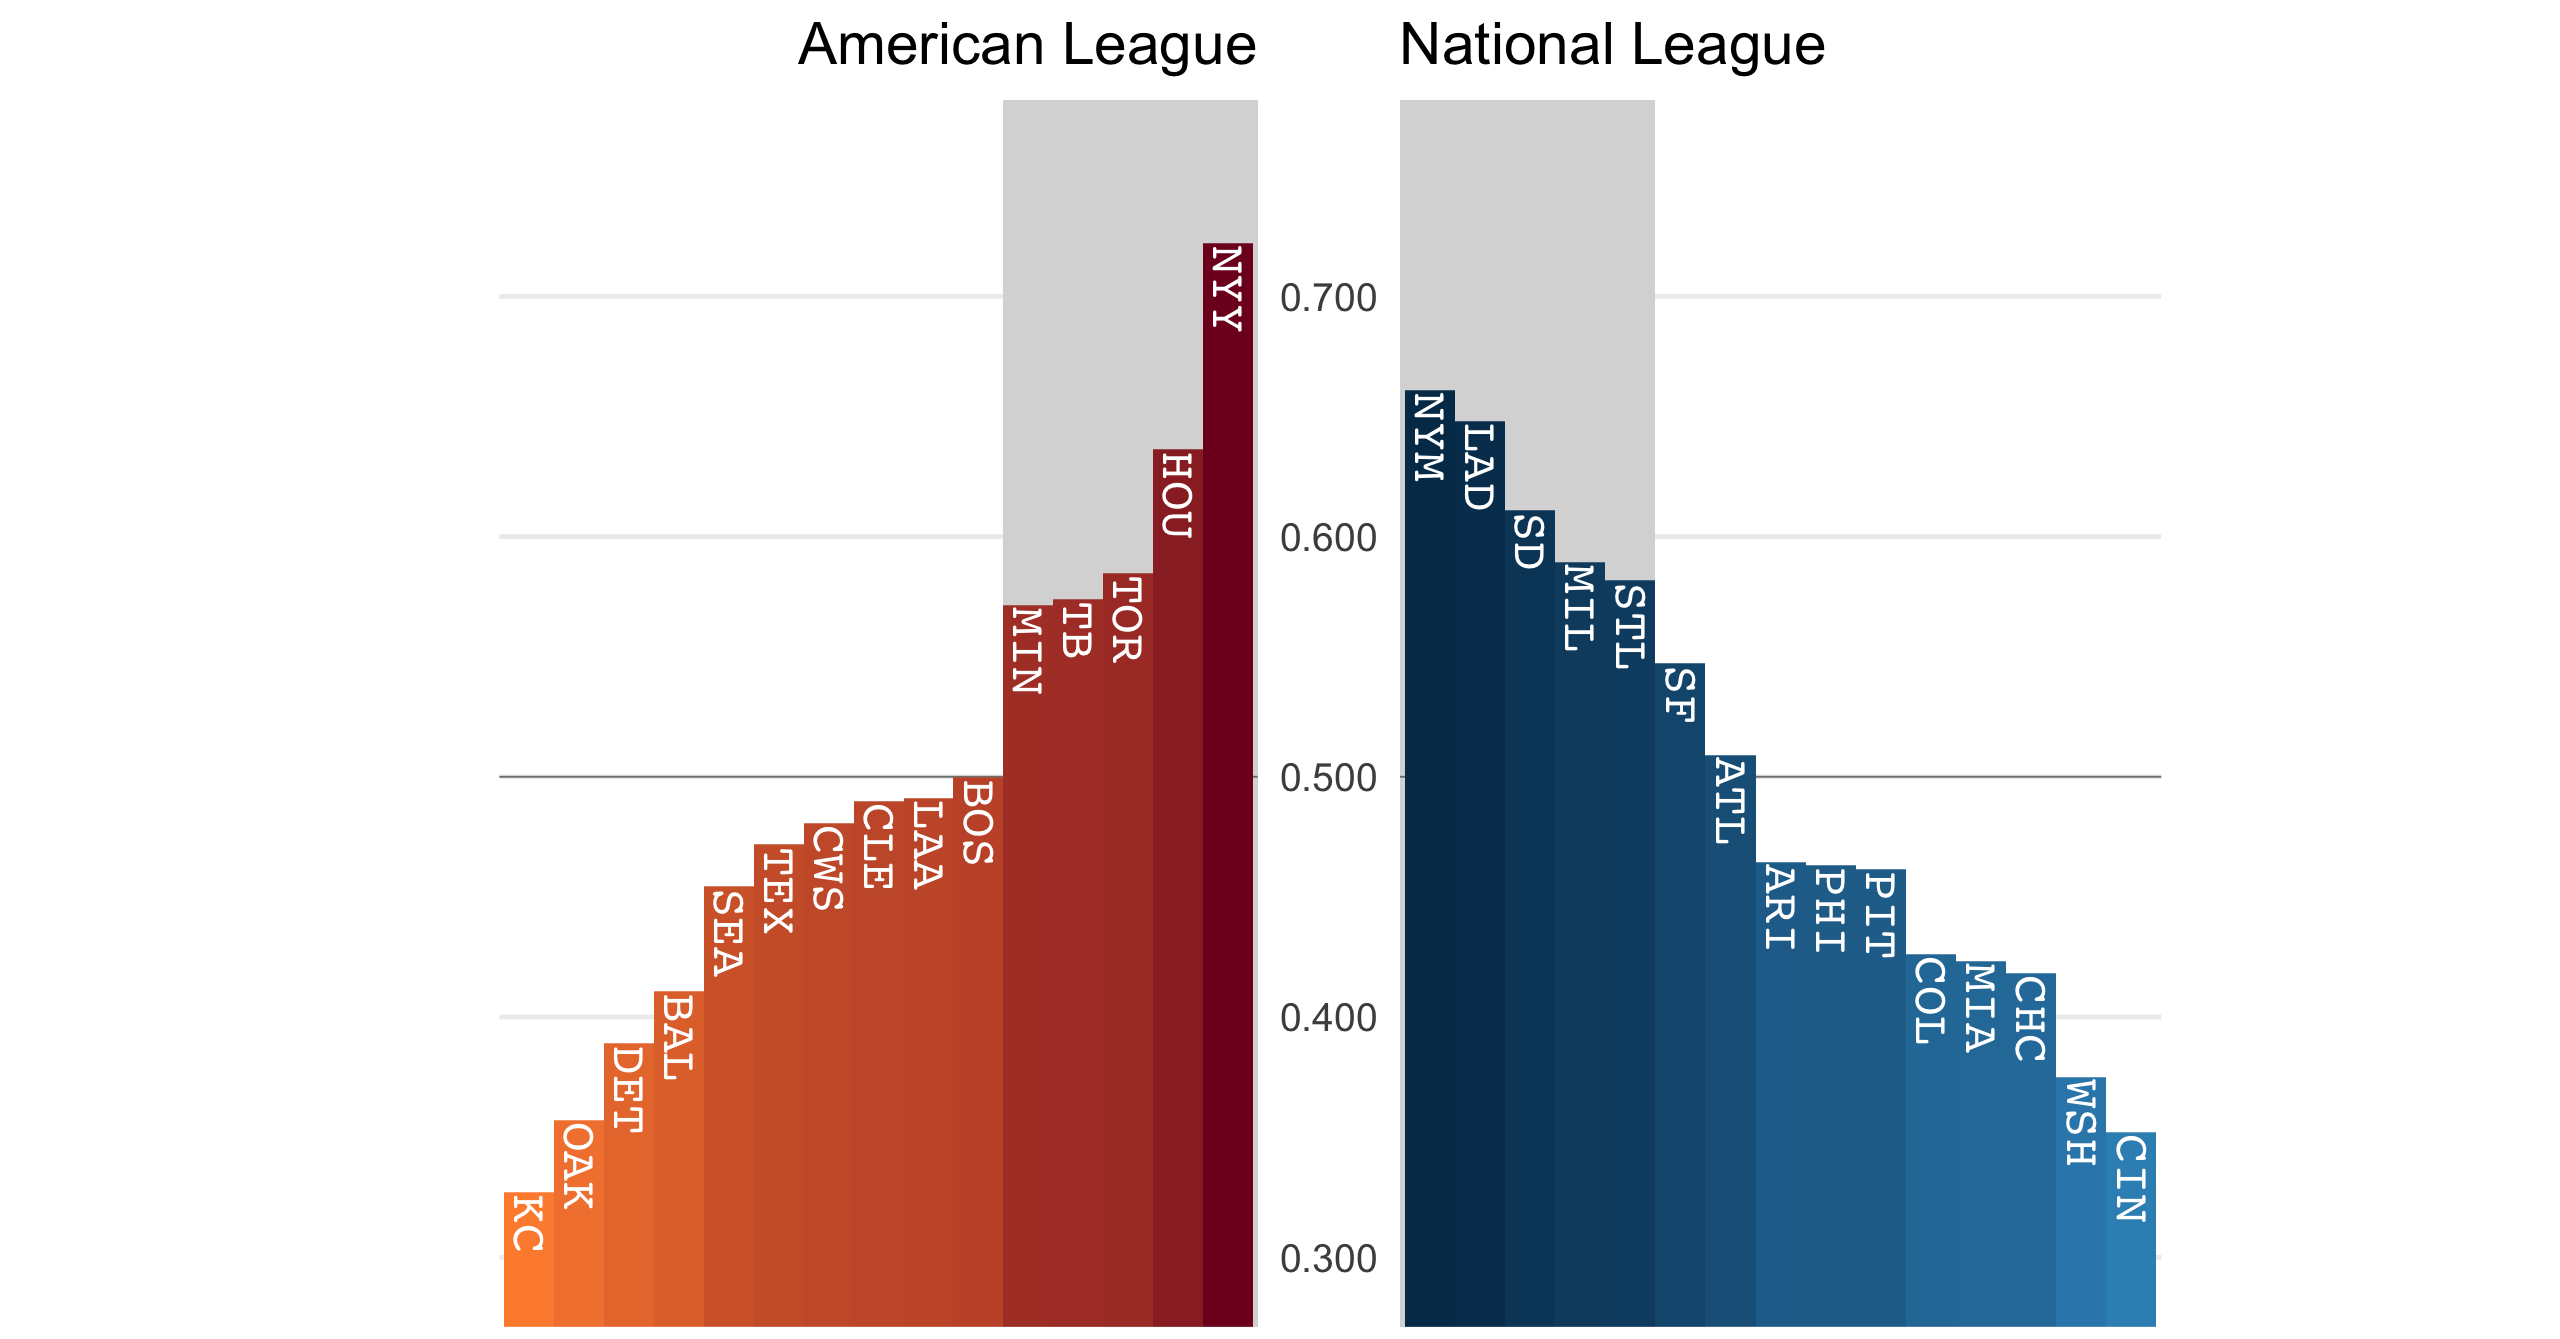 American League
National League
0.700
0.600
0.500
0.400
0.300
KC
OAK
DET
BAL
SEA
TEX
CWS
CLE
LAA
BOS
MIN
TB
TOR
HOU
NYY
NYM
LAD
SD
MIL
STL
SF
ATL
ARI
PHI
PIT
COL
MIA
CHC
WSH
CIN